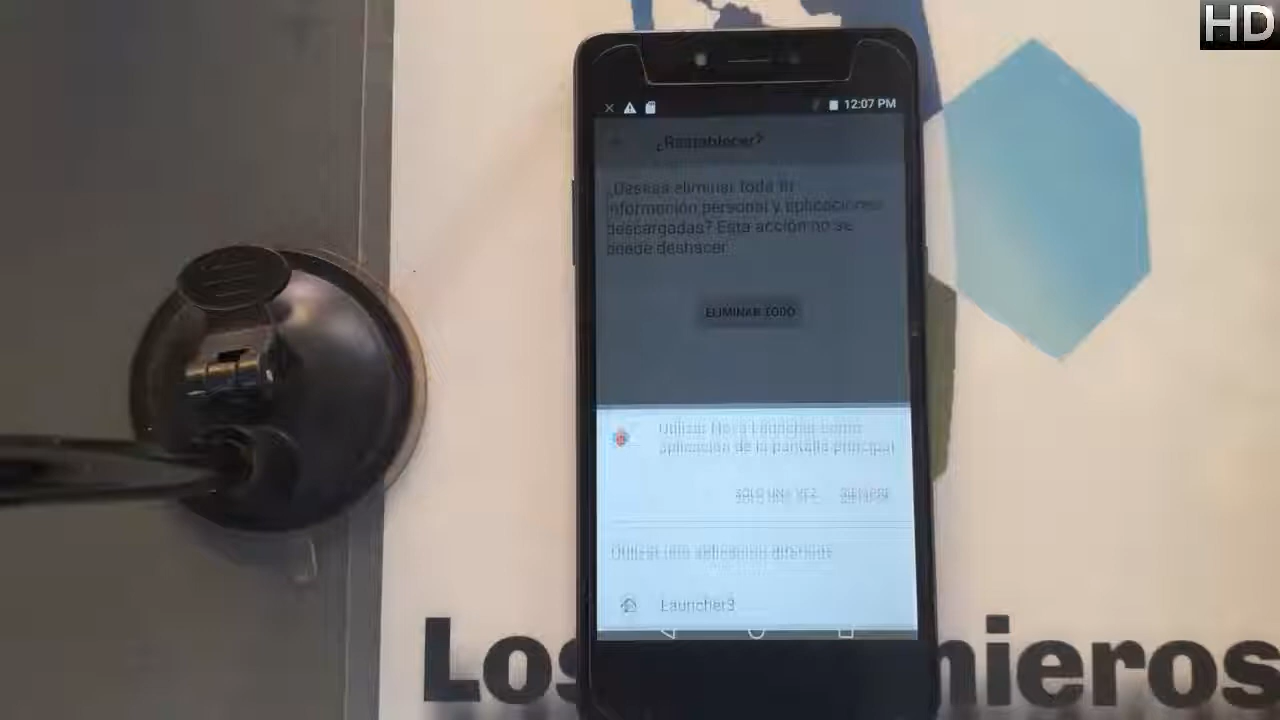 HD
12:07 PM
¿Restablecer?
¿Deseas eliminar toda tu
información personal y aplicaciones
descargadas? Esta acción no se
puede deshacer.
ELIMINAR TODO
Utilizar Nova Launcher como
aplicación de la pantalla principal
SOLO UNA VEZ SIEMPRE
Utilizar una aplicación diferente
Launcher3
Los nieros